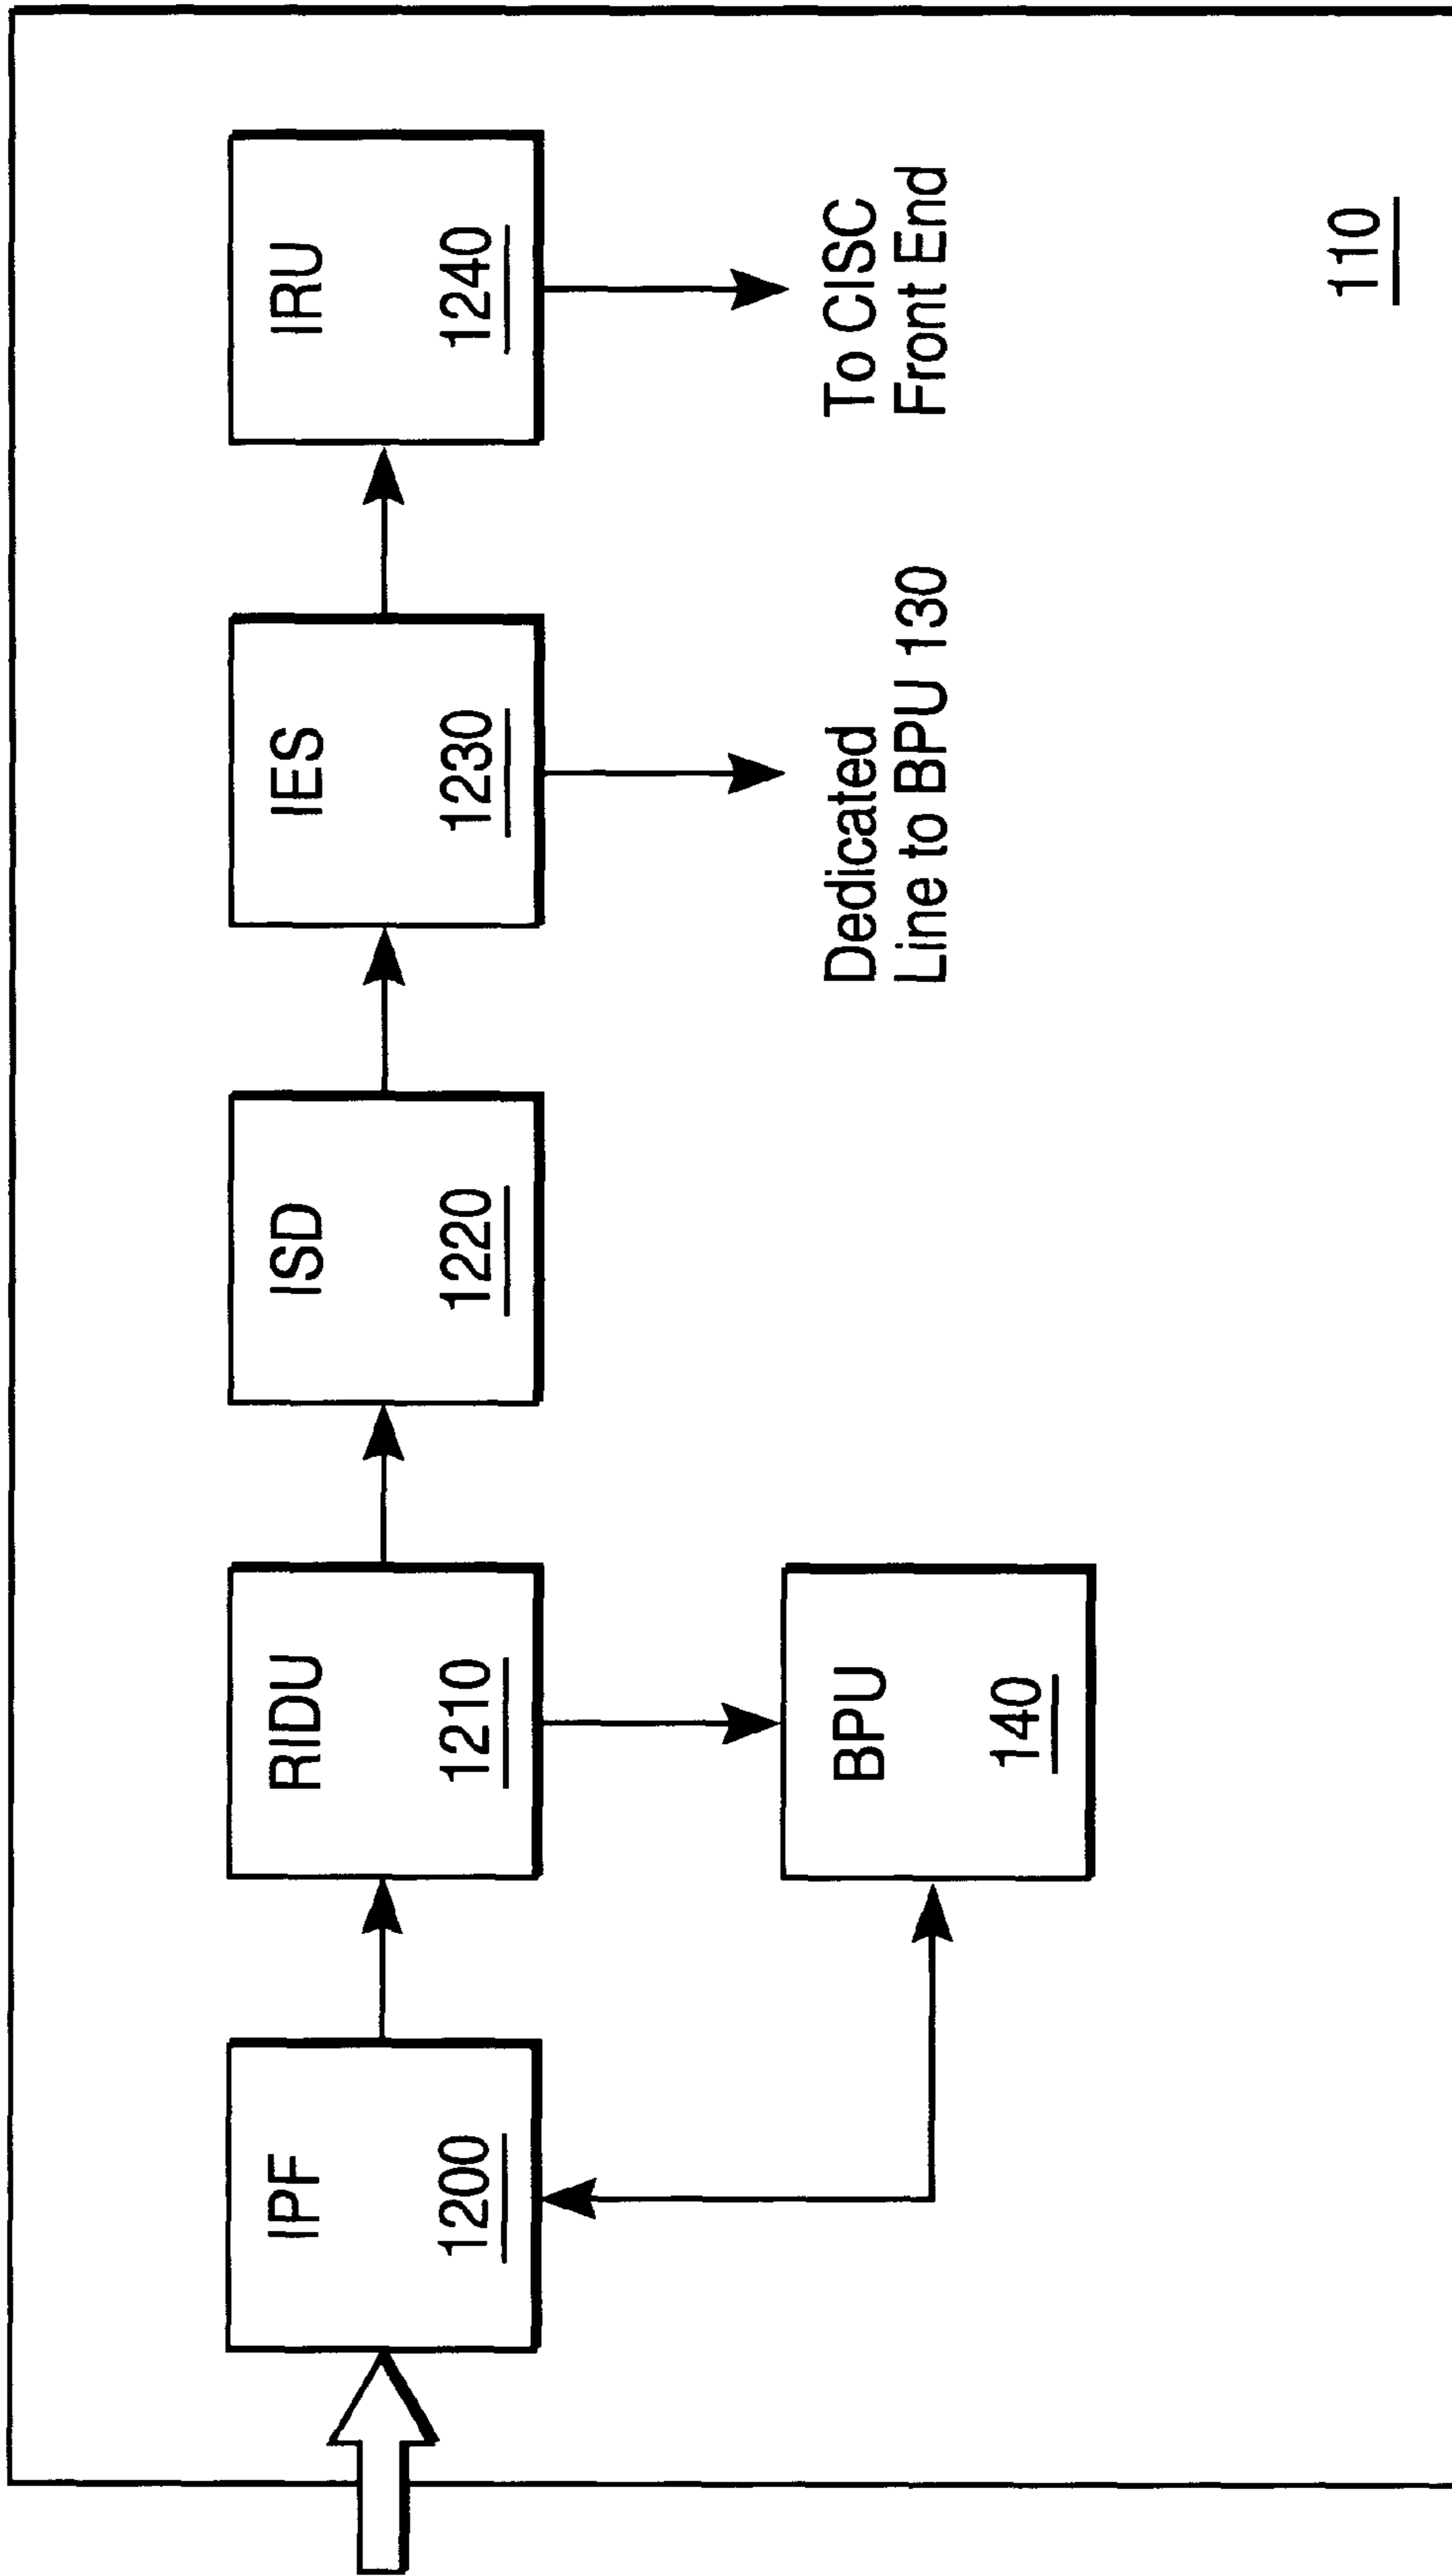 IPF
1200
RIDU
1210
ISD
1220
IES
1230
IRU
1240
BPU
140
Dedicated
Line to BPU 130
To CISC
Front End
110